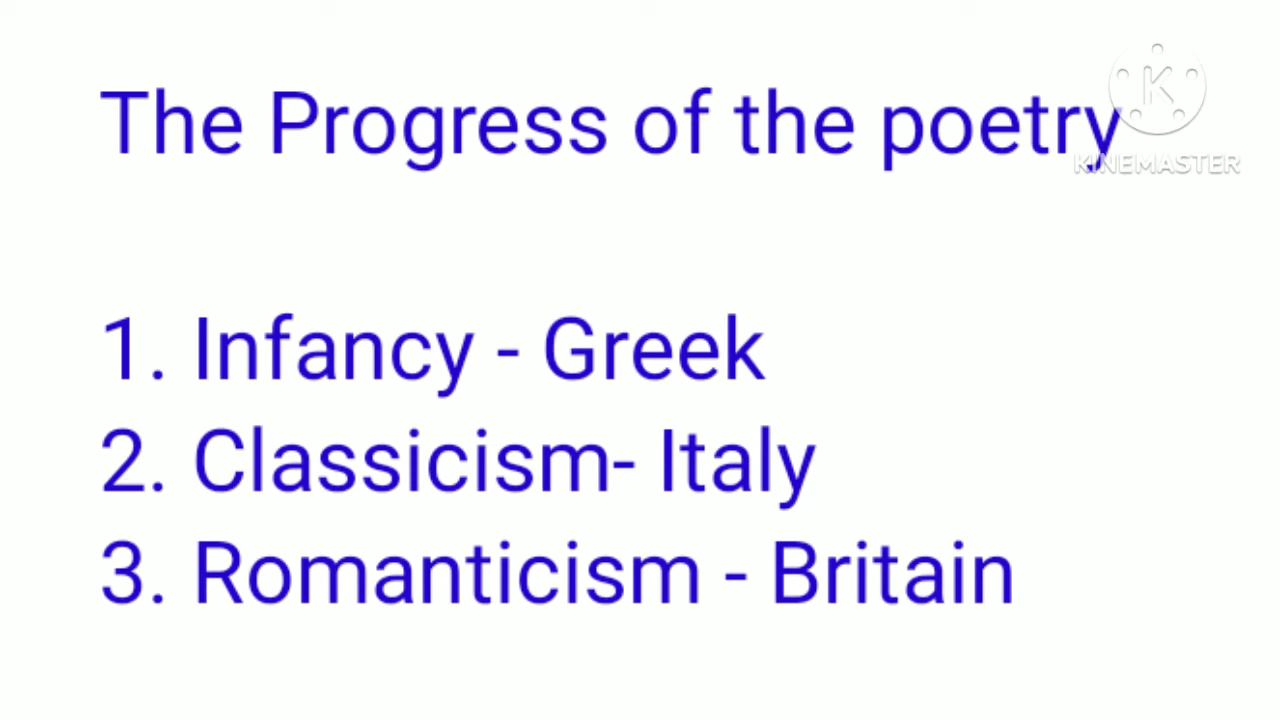 The Progress of the poetry
K
KINEMASTER
1. Infancy - Greek
2. Classicism- Italy
3. Romanticism - Britain